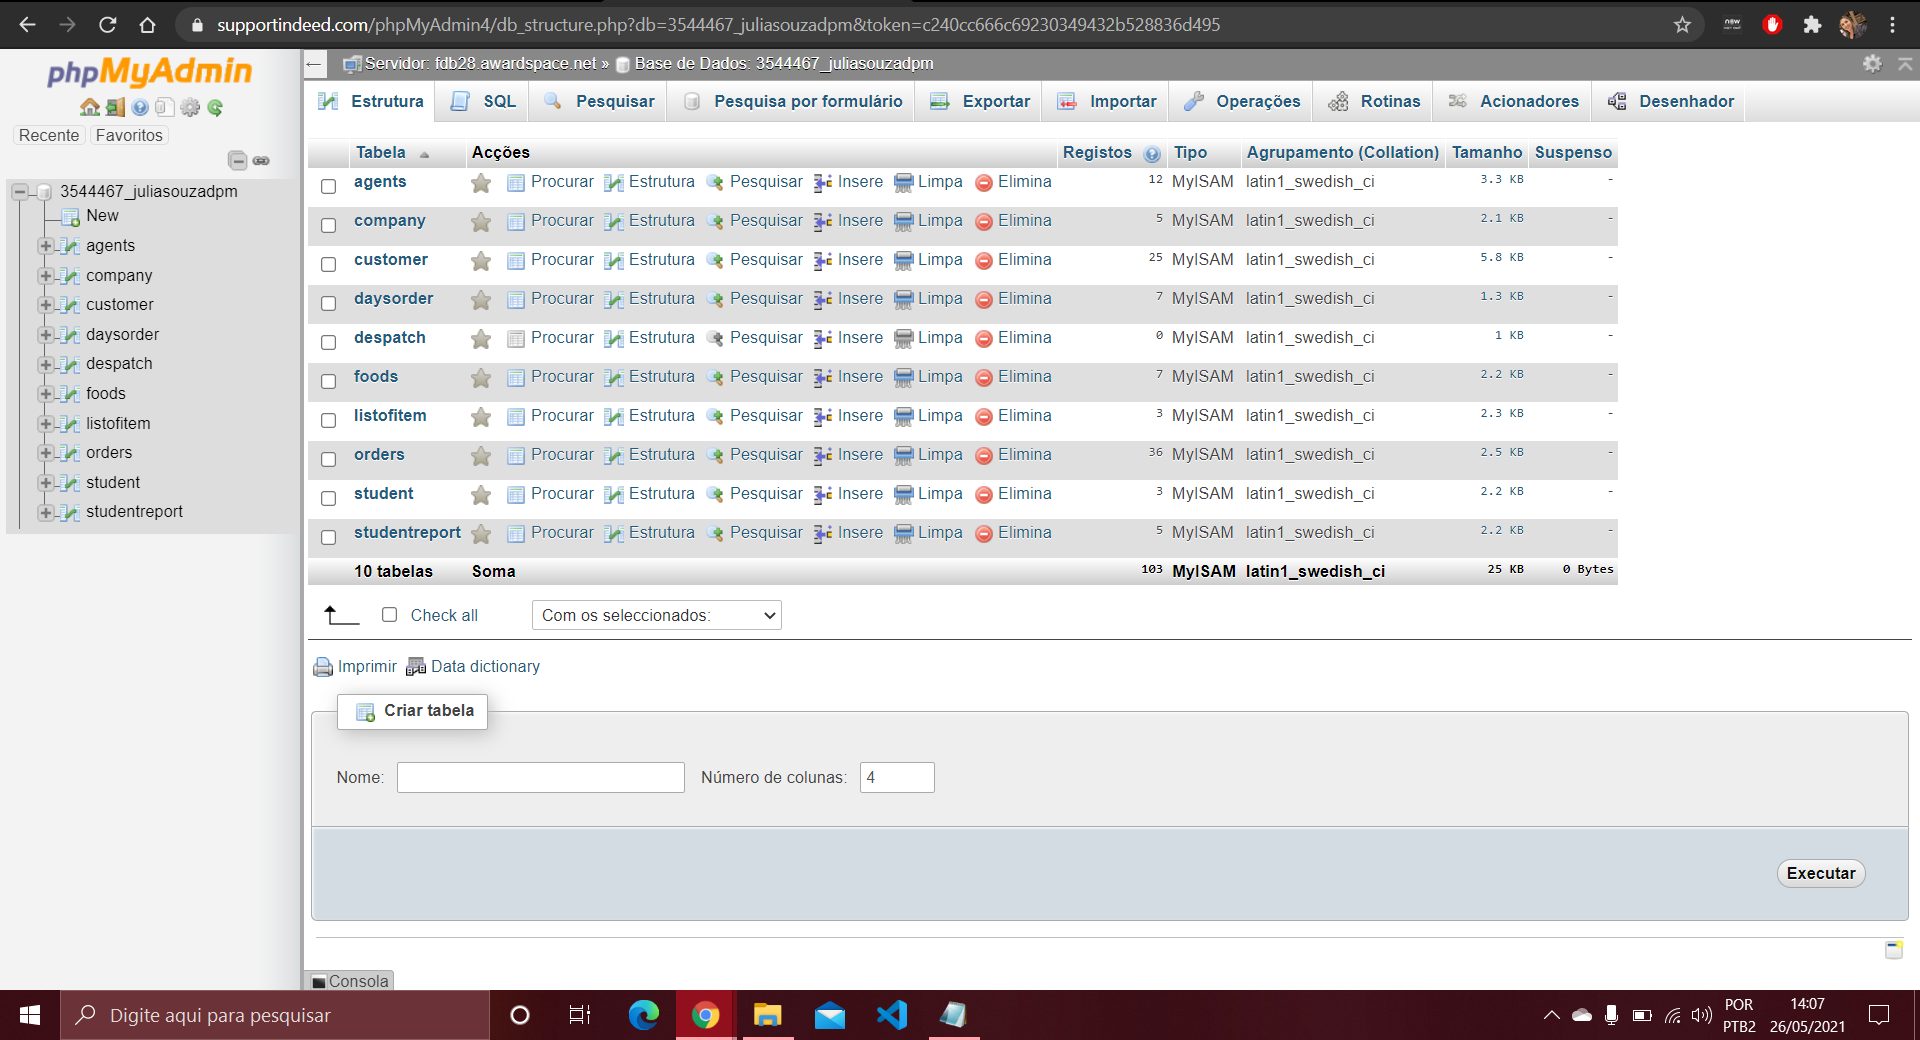 supportindeed.com/phpMyAdmin4/db_structure.php?db=3544467_juliasouzadpm&token=c240cc666c69230349432b528836d495
phpMyAdmin
Recente Favoritos
3544467_juliasouzadpm
New
agents
company
customer
daysorder
despatch
foods
listofitem
orders
student
studentreport
Servidor: fdb28.awardspace.net » Base de Dados: 3544467_juliasouzadpm
Estrutura SQL Pesquisar Pesquisa por formulário Exportar Importar Operações Rotinas Acionadores Desenhador
Tabela Acções Registos Tipo Agrupamento (Collation) Tamanho Suspenso
agents Procurar Estrutura Pesquisar Insere Limpa Elimina 12 MyISAM latin1_swedish_ci 3.3 KB -
company Procurar Estrutura Pesquisar Insere Limpa Elimina 5 MyISAM latin1_swedish_ci 2.1 KB -
customer Procurar Estrutura Pesquisar Insere Limpa Elimina 25 MyISAM latin1_swedish_ci 5.8 KB -
daysorder Procurar Estrutura Pesquisar Insere Limpa Elimina 7 MyISAM latin1_swedish_ci 1.3 KB -
despatch Procurar Estrutura Pesquisar Insere Limpa Elimina 0 MyISAM latin1_swedish_ci 1 KB -
foods Procurar Estrutura Pesquisar Insere Limpa Elimina 7 MyISAM latin1_swedish_ci 2.2 KB -
listofitem Procurar Estrutura Pesquisar Insere Limpa Elimina 3 MyISAM latin1_swedish_ci 2.3 KB -
orders Procurar Estrutura Pesquisar Insere Limpa Elimina 36 MyISAM latin1_swedish_ci 2.5 KB -
student Procurar Estrutura Pesquisar Insere Limpa Elimina 3 MyISAM latin1_swedish_ci 2.2 KB -
studentreport Procurar Estrutura Pesquisar Insere Limpa Elimina 5 MyISAM latin1_swedish_ci 2.2 KB -
10 tabelas Soma 103 MyISAM latin1_swedish_ci 25 KB 0 Bytes
Check all Com os seleccionados:
Imprimir Data dictionary
Criar tabela
Nome: Número de colunas: 4
Executar
Consola
Digite aqui para pesquisar
POR
PTB2
14:07
26/05/2021